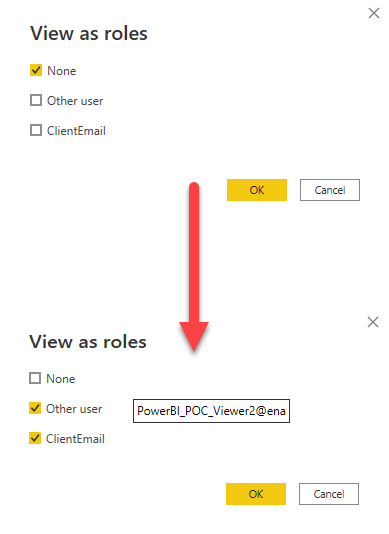 View as roles
None
Other user
ClientEmail
OK Cancel
View as roles
None
Other user PowerBI_POC_Viewer2@ena
ClientEmail
OK Cancel